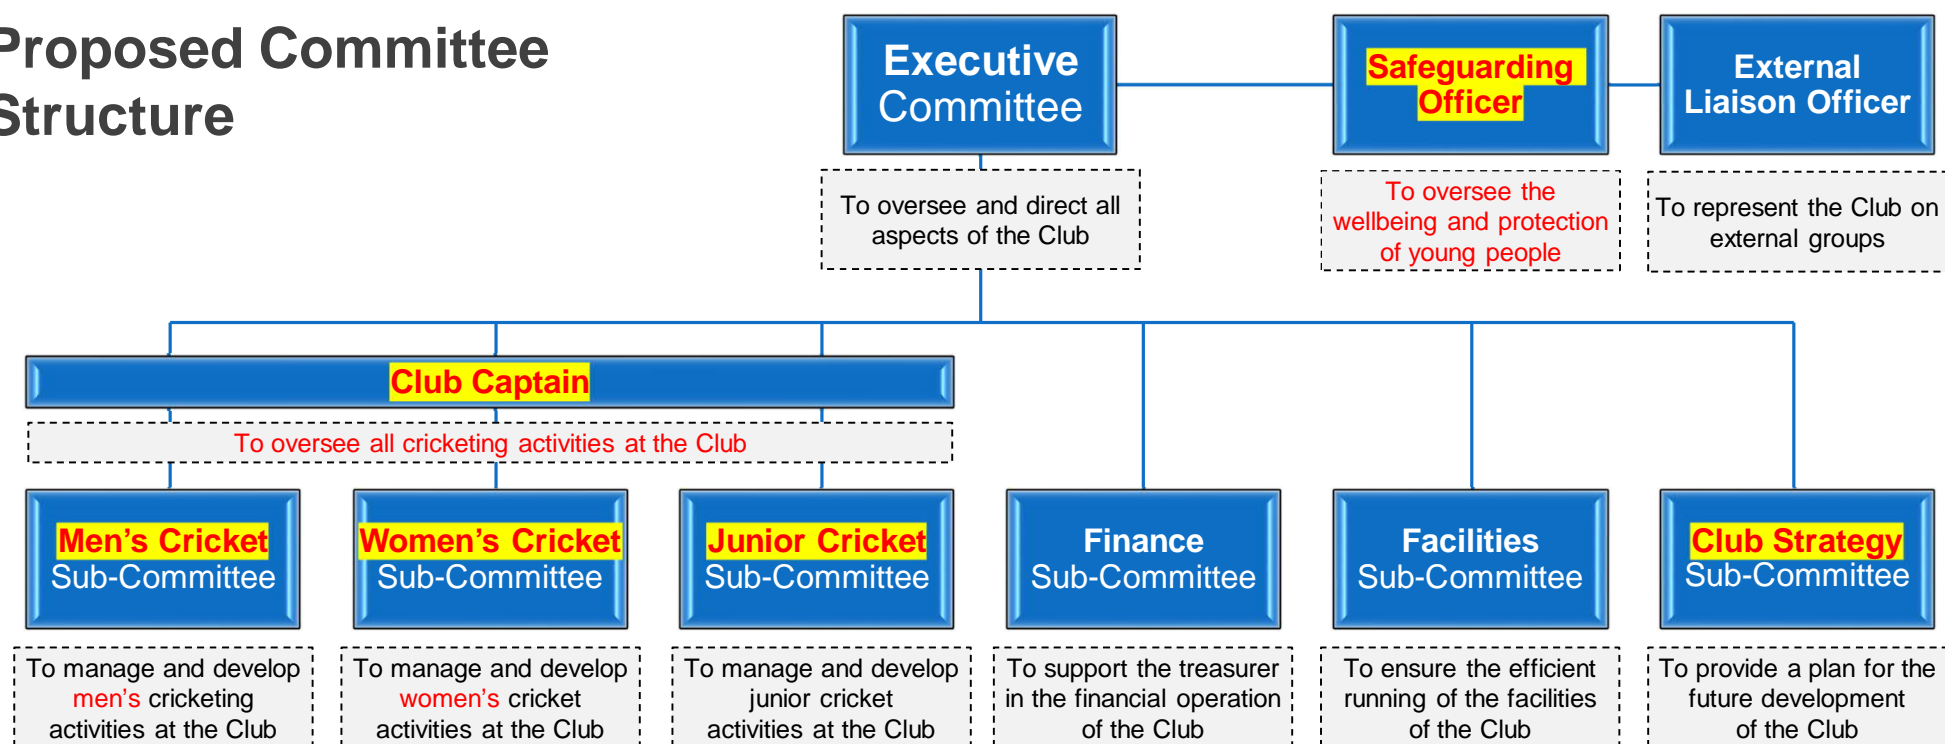 Proposed Committee
Structure
Executive
Committee
Safeguarding
Officer
External
Liaison Officer
To oversee and direct all
aspects of the Club
To oversee the
wellbeing and protection
of young people
To represent the Club on
external groups
Club Captain
To oversee all cricketing activities at the Club
Men’s Cricket
Sub-Committee
Women’s Cricket
Sub-Committee
Junior Cricket
Sub-Committee
Finance
Sub-Committee
Facilities
Sub-Committee
Club Strategy
Sub-Committee
To manage and develop
men’s cricketing
activities at the Club
To manage and develop
women’s cricket
activities at the Club
To manage and develop
junior cricket
activities at the Club
To support the treasurer
in the financial operation
of the Club
To ensure the efficient
running of the facilities
of the Club
To provide a plan for the
future development
of the Club